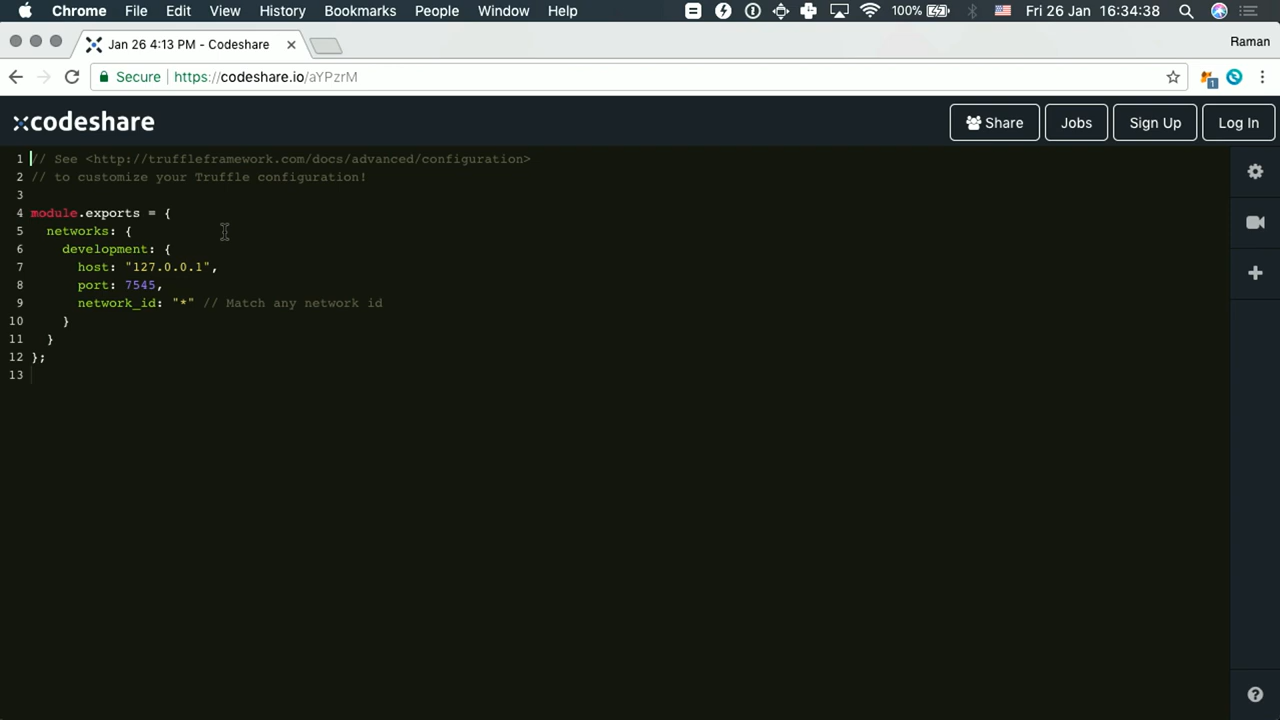 Chrome File Edit View History Bookmarks People Window Help 100% Fri 26 Jan 16:34:38
Jan 26 4:13 PM - Codeshare Raman
Secure https://codeshare.io/aYPzrM 1
codeshare Share Jobs Sign Up Log In
1 // See <http://truffleframework.com/docs/advanced/configuration>
2 // to customize your Truffle configuration!
3
4 module.exports = {
5   networks: {
6     development: {
7       host: "127.0.0.1",
8       port: 7545,
9       network_id: "*" // Match any network id
10     }
11   }
12 };
13